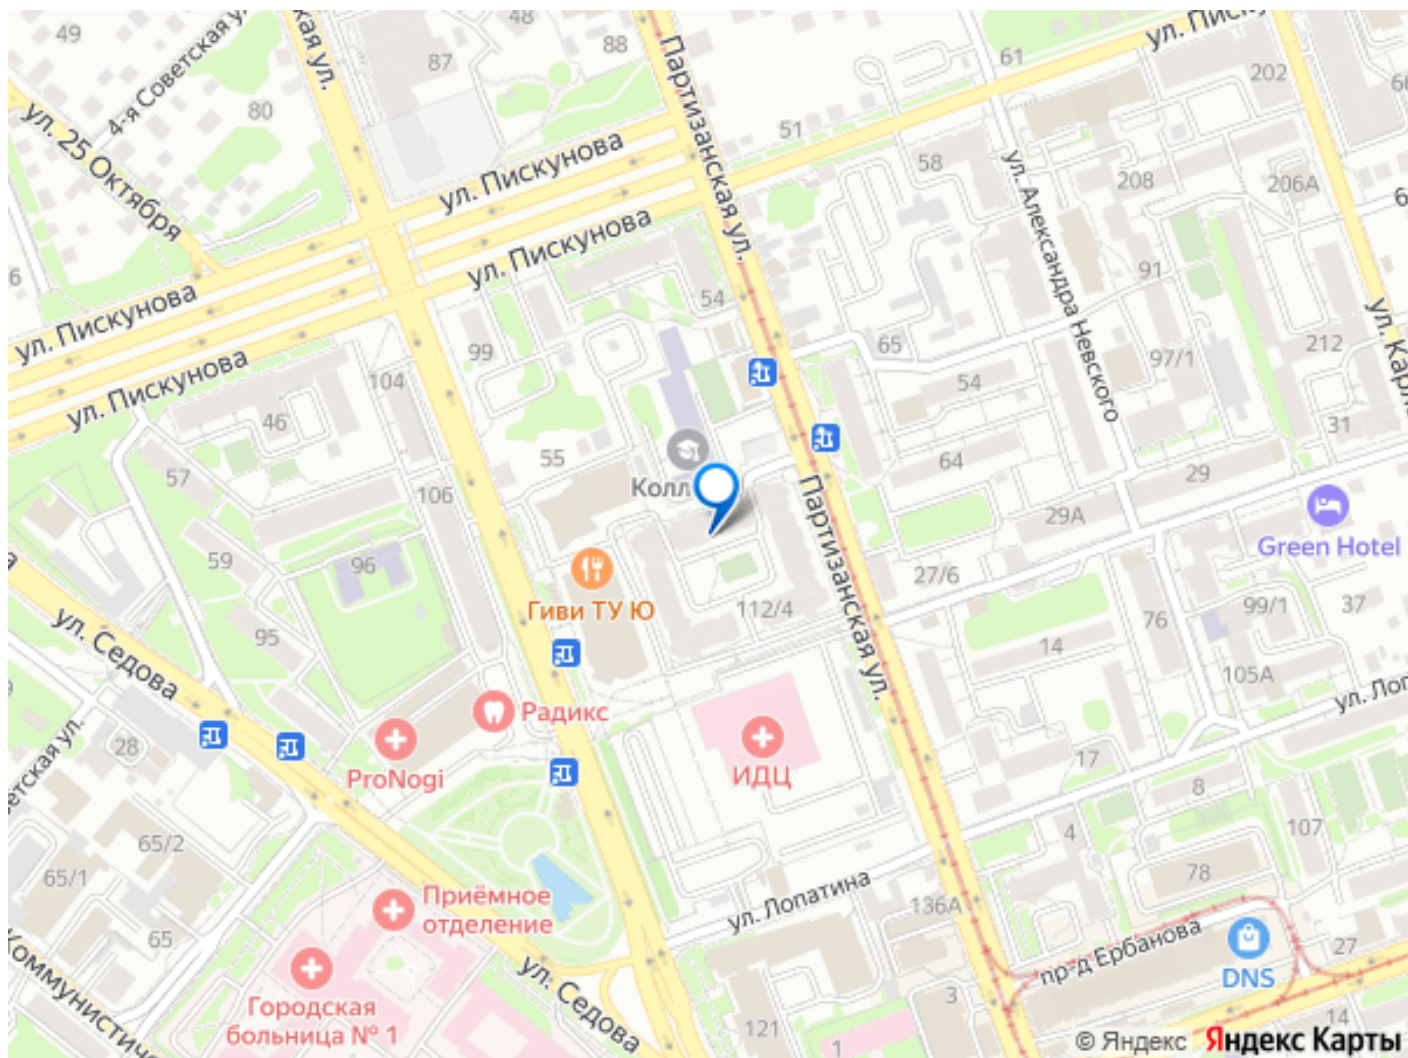 49
48
88
87
61
ул. Пискунова
4-я Советская ул.
Партизанская ул.
202
80
51
58
ул. 25 Октября
ул. Пискунова
ул. Александра Невского
208
206А
ул. Пискунова
91
54
ул. Пискунова
99
65
97/1
212
ул. Пискунова
104
54
46
31
57
55
64
29
106
Колл
Партизанская ул.
29А
Green Hotel
59
96
Гиви ТУ Ю
112/4
27/6
99/1
37
76
ул. Седова
95
14
105А
Радикс
28
ProNogi
ИДЦ
17
8
4
107
65/2
78
65/1
Приёмное
отделение
ул. Лопатина
136А
65
пр-д Ербанова
27
DNS
Городская
больница № 1
ул. Седова
3
121
14
1
© Яндекс Яндекс Карты